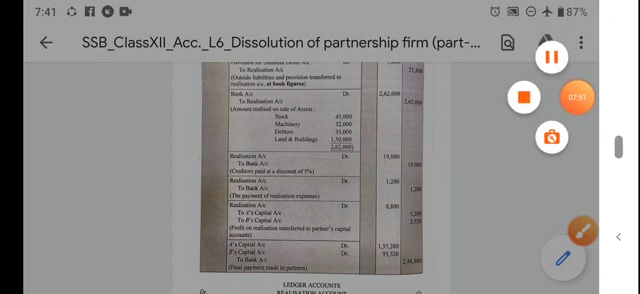 7:41
87%
SSB_ClassXII_Acc._L6_Dissolution of partnership firm (part-...
07:51
To Realisation A/c 21,000
(Outside liabilities and provision transferred to
realisation a/c, at book figures)
Bank A/c Dr. 2,62,000
To Realisation A/c 2,62,000
(Amount realised on sale of Assets :
Stock 45,000
Machinery 32,000
Debtors 35,000
Land & Buildings 1,50,000
2,62,000)
Realisation A/c Dr. 19,000
To Bank A/c 19,000
(Creditors paid at a discount of 5%)
Realisation A/c Dr. 1,200
To Bank A/c 1,200
(The payment of realisation expenses)
Realisation A/c Dr. 8,800
To A's Capital A/c 5,280
To B's Capital A/c 3,520
(Profit on realisation transferred to partner's capital
accounts)
A's Capital A/c Dr. 1,55,280
B's Capital A/c Dr. 93,520
To Bank A/c 2,48,800
(Final payment made to partners)
LEDGER ACCOUNTS
Dr. REALISATION ACCOUNT